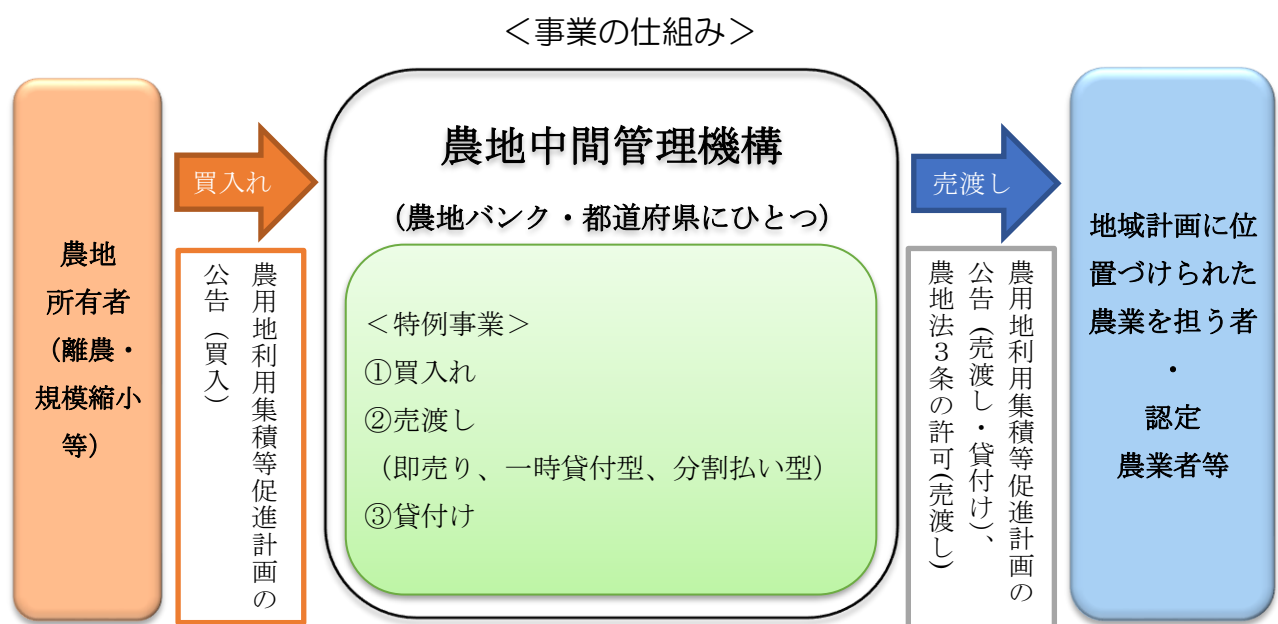 ＜事業の仕組み＞
農地
所有者
（離農・
規模縮小
等）
買入れ
農用地利用集積等促進計画の
公告（買入）
農地中間管理機構
（農地バンク・都道府県にひとつ）
＜特例事業＞
①買入れ
②売渡し
（即売り、一時貸付型、分割払い型）
③貸付け
売渡し
農用地利用集積等促進計画の
公告（売渡し・貸付け）、
農地法３条の許可(売渡し)
地域計画に位
置づけられた
農業を担う者
・
認定
農業者等